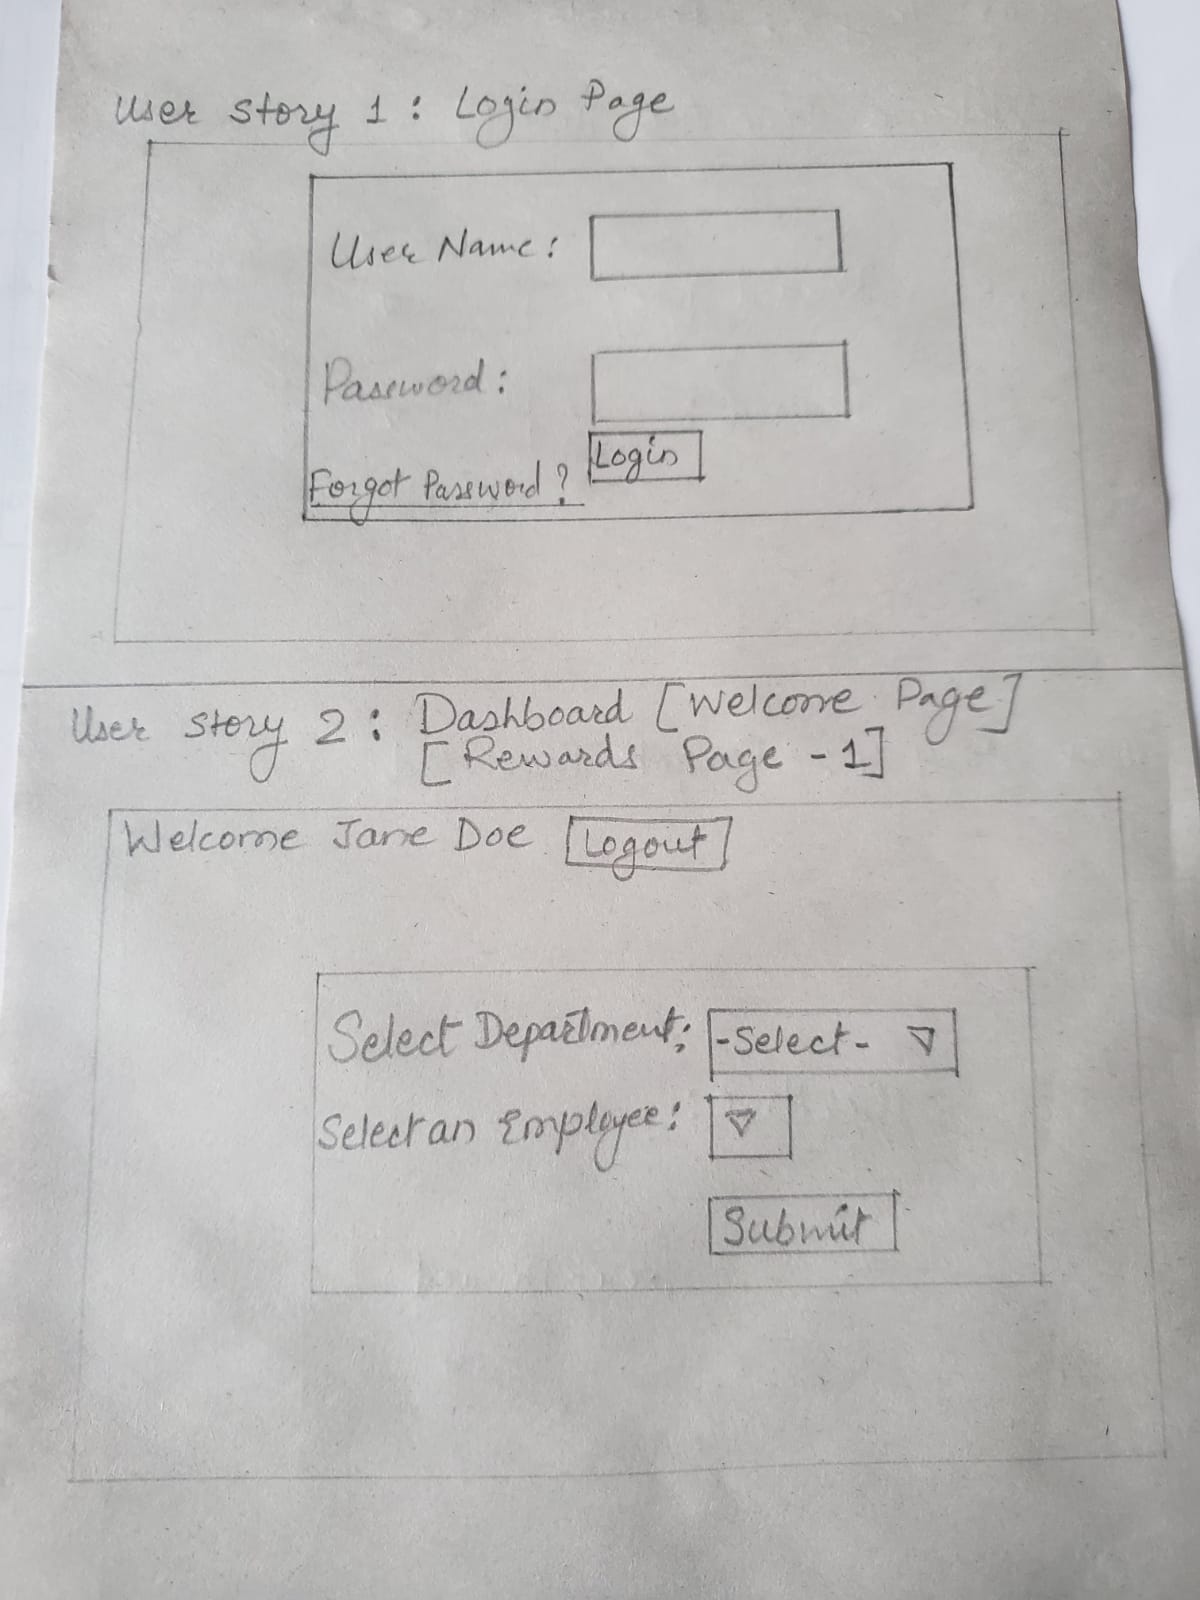 User Story 1 : Login Page
User Name :
Password :
Login
Forgot Password ?
User Story 2 : Dashboard [Welcome Page]
[Rewards Page - 1]
Welcome Jane Doe Logout
Select Department: -Select-
Select an Employee:
Submit